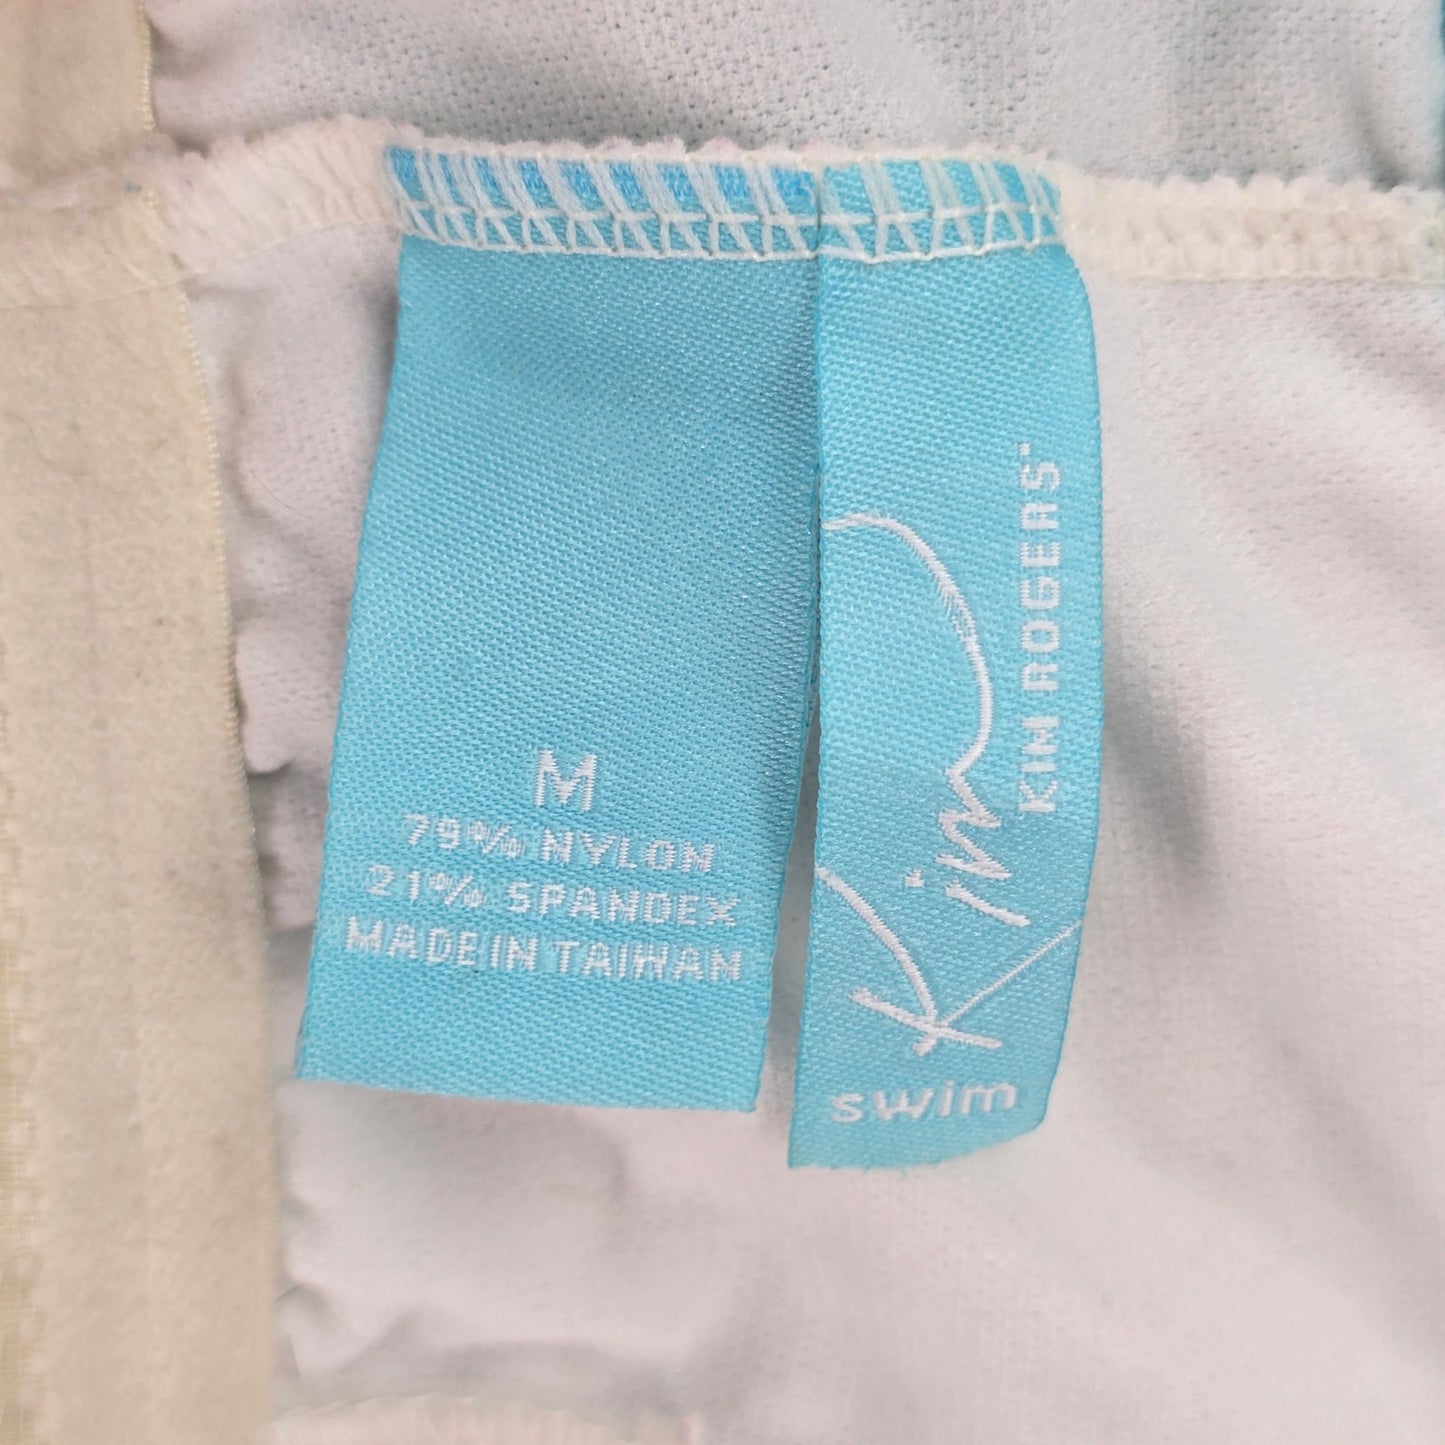 M
79% NYLON
21% SPANDEX
MADE IN TAIWAN
Kim
KIM ROGERS
swim